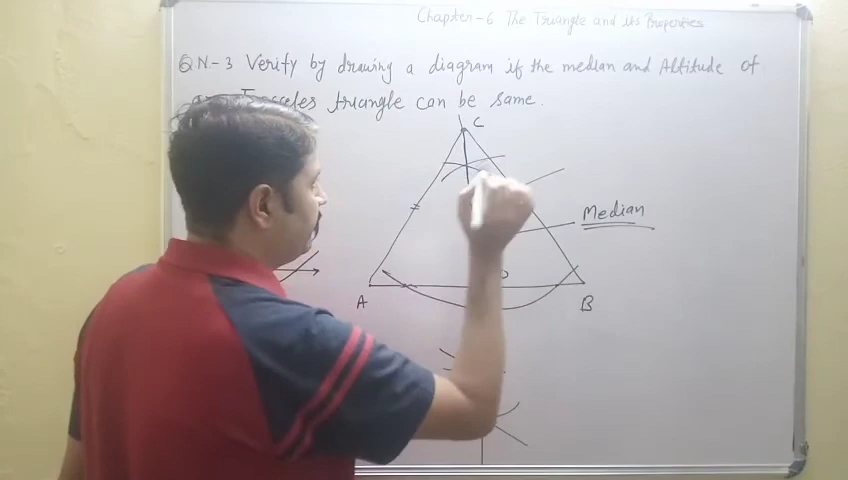 Chapter-6 The Triangle and its Properties
Q N-3 Verify by drawing a diagram if the median and Altitude of
Isosceles triangle can be same.
C
Median
A
B